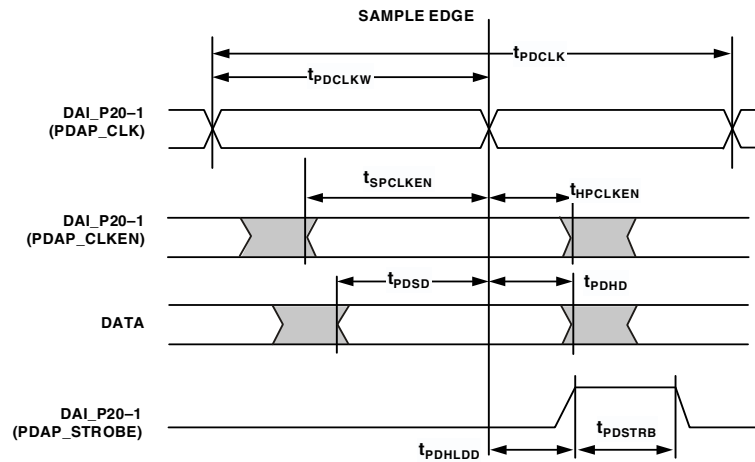 SAMPLE EDGE
tPDCLK
tPDCLKW
DAI_P20–1
(PDAP_CLK)
tSPCLKEN
tHPCLKEN
DAI_P20–1
(PDAP_CLKEN)
tPDSD
tPDHD
DATA
DAI_P20–1
(PDAP_STROBE)
tPDSTRB
tPDHLDD